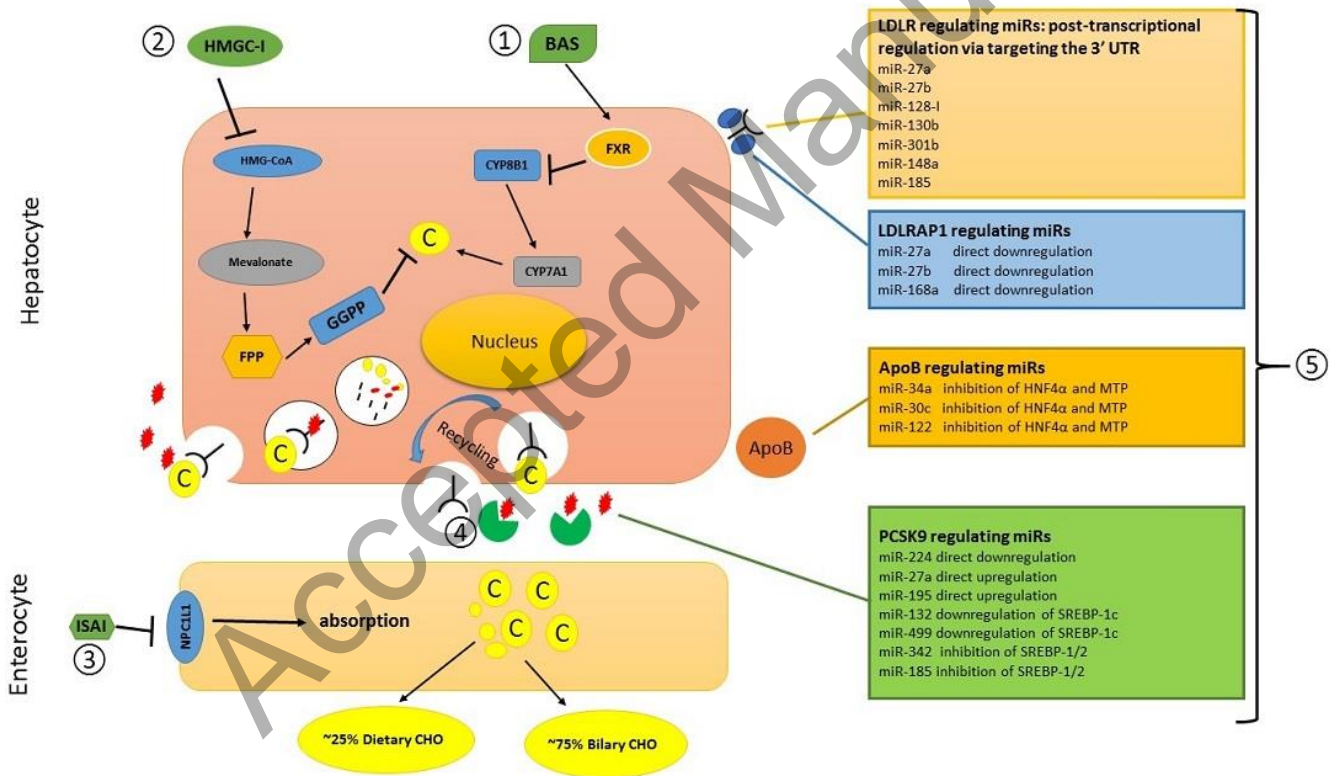 ② HMGC-I
① BAS
HMG-CoA
Mevalonate
FPP
GGPP
C
CYP8B1
FXR
CYP7A1
Nucleus
Recycling
C
C
C
④
ApoB
Hepatocyte
Enterocyte
ISAI
③
NPC1L1
absorption
C
C
C
C
~25% Dietary CHO
~75% Bilary CHO
LDLR regulating miRs: post-transcriptional
regulation via targeting the 3’ UTR
miR-27a
miR-27b
miR-128-I
miR-130b
miR-301b
miR-148a
miR-185
LDLRAP1 regulating miRs
miR-27a direct downregulation
miR-27b direct downregulation
miR-168a direct downregulation
ApoB regulating miRs
miR-34a inhibition of HNF4α and MTP
miR-30c inhibition of HNF4α and MTP
miR-122 inhibition of HNF4α and MTP
PCSK9 regulating miRs
miR-224 direct downregulation
miR-27a direct upregulation
miR-195 direct upregulation
miR-132 downregulation of SREBP-1c
miR-499 downregulation of SREBP-1c
miR-342 inhibition of SREBP-1/2
miR-185 inhibition of SREBP-1/2
⑤
Accepted Manu